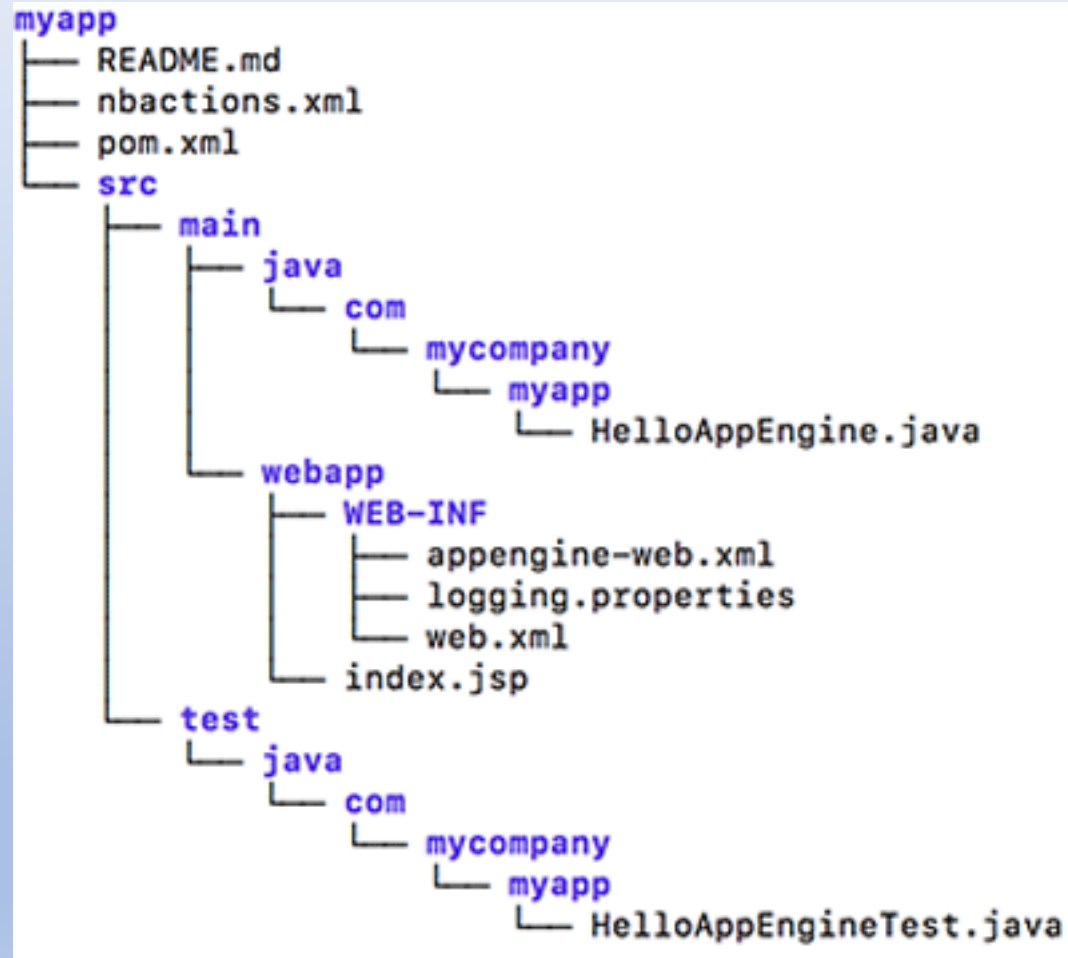 myapp
README.md
nbactions.xml
pom.xml
src
main
java
com
mycompany
myapp
HelloAppEngine.java
webapp
WEB-INF
appengine-web.xml
logging.properties
web.xml
index.jsp
test
java
com
mycompany
myapp
HelloAppEngineTest.java